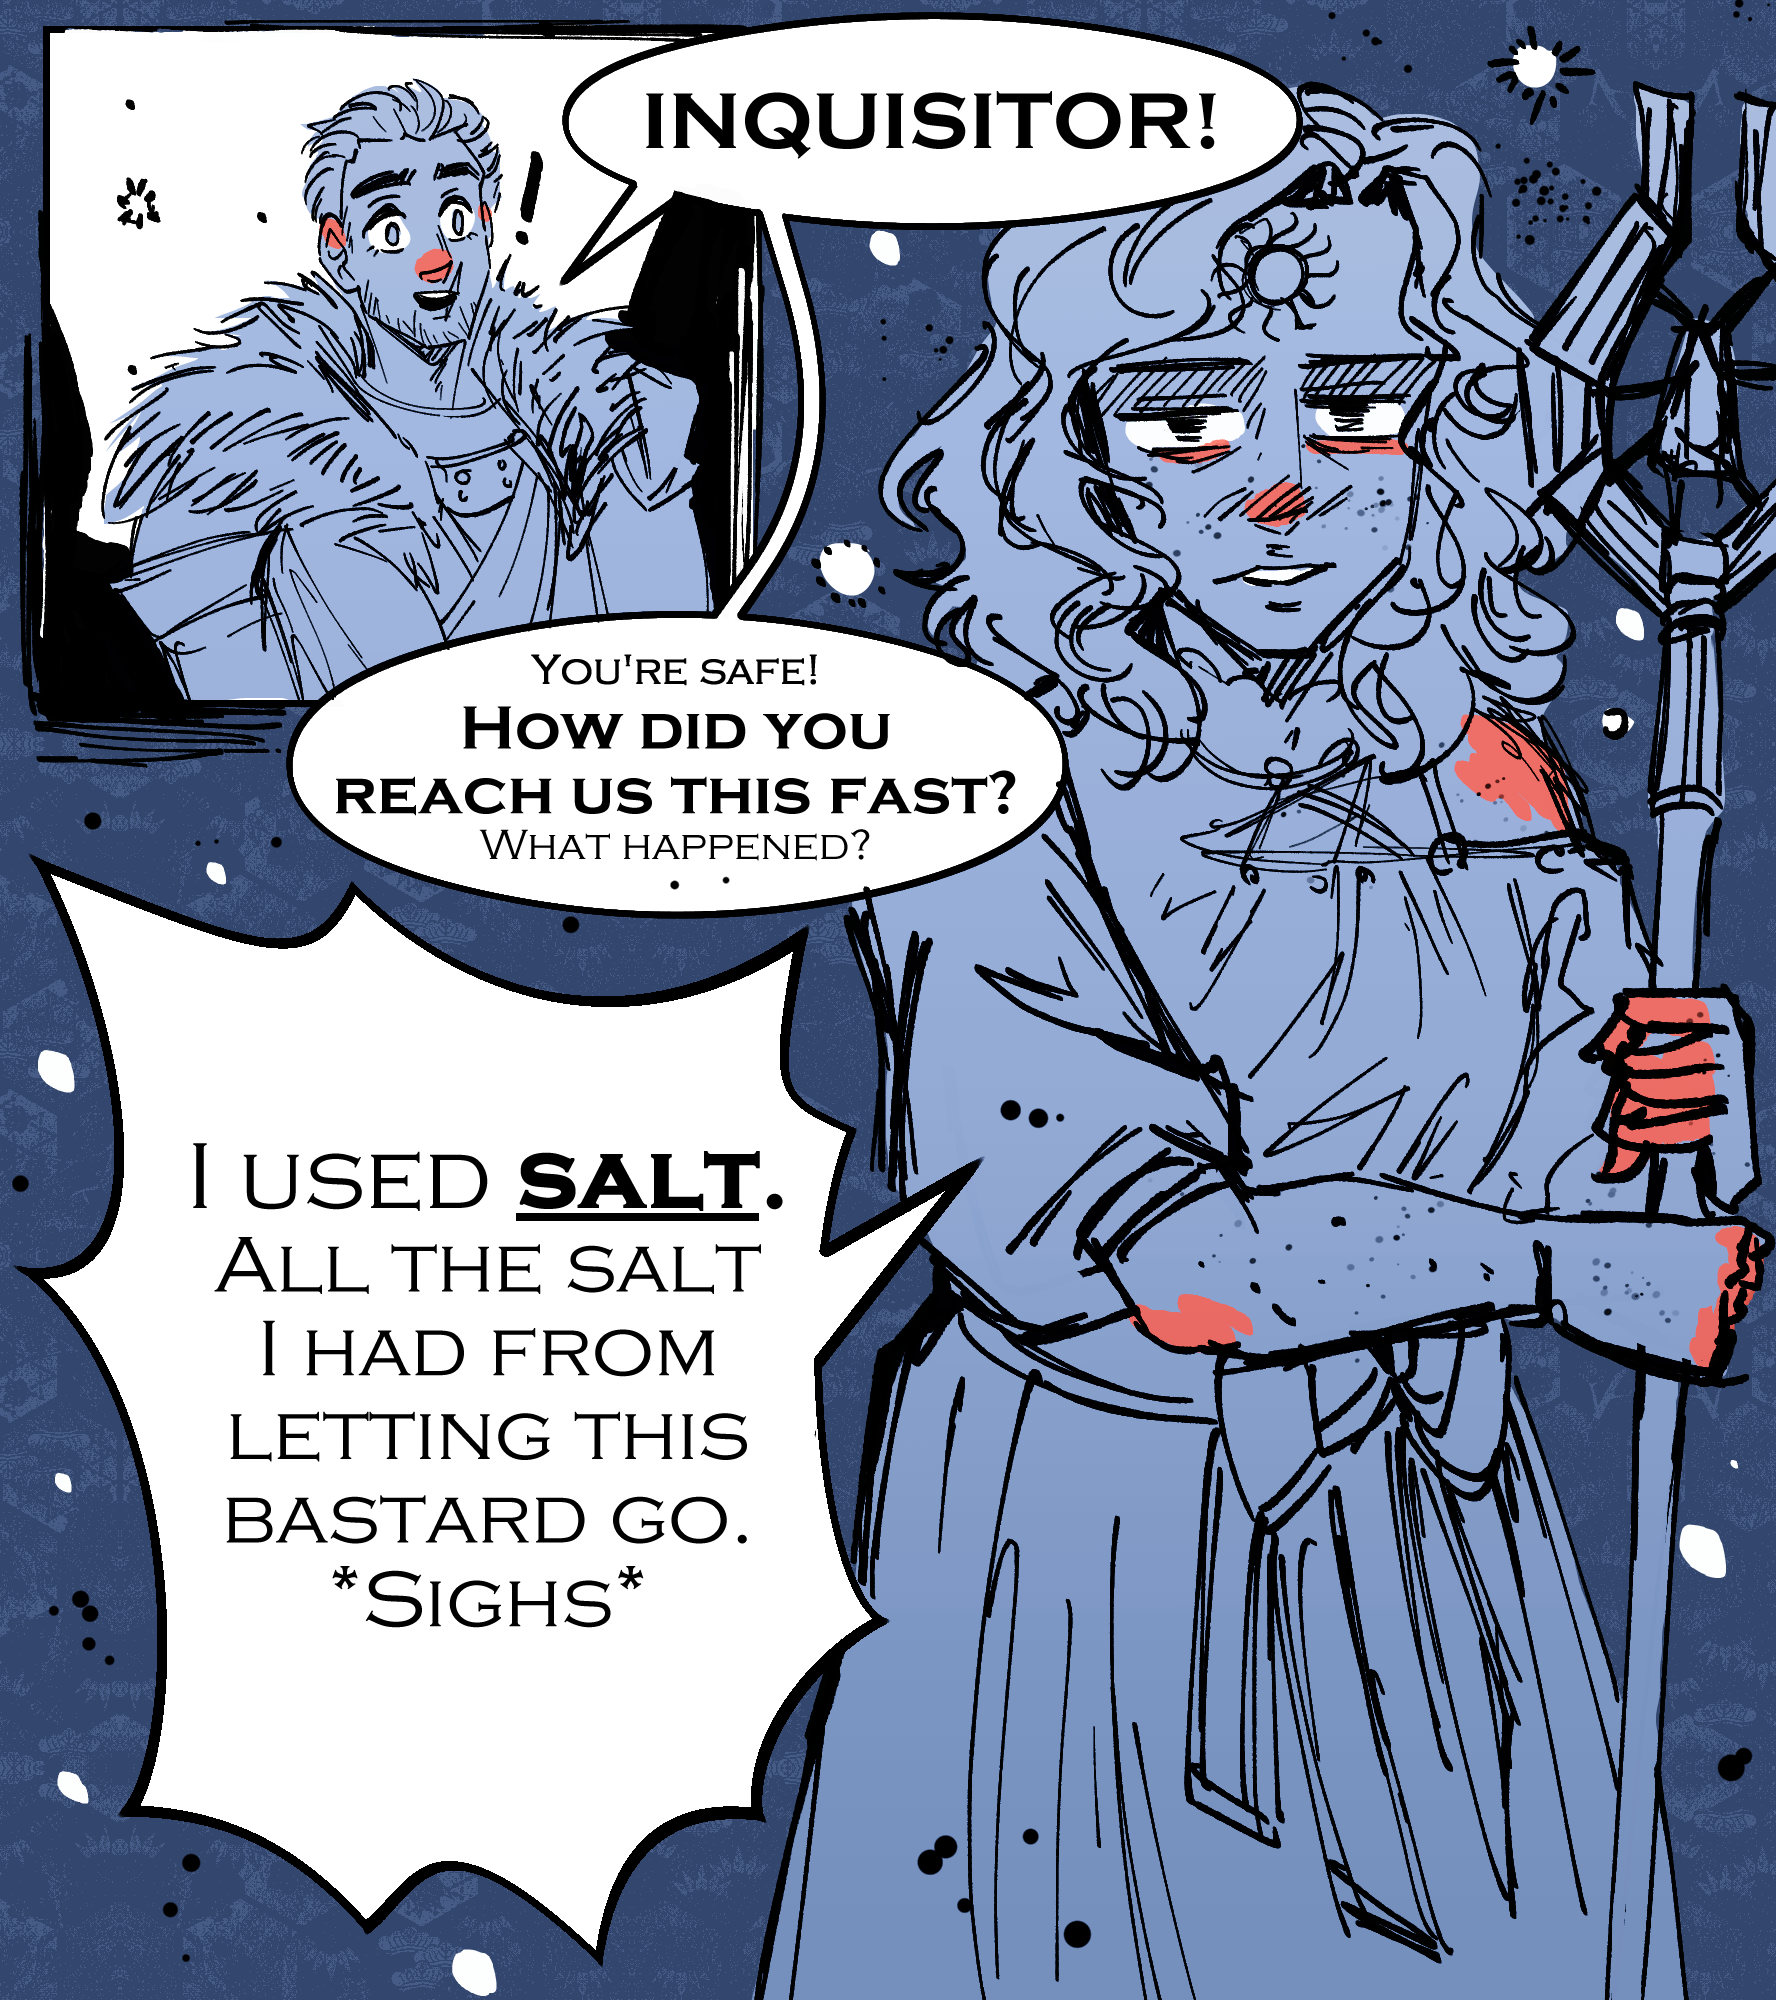 INQUISITOR!
You're safe!
How did you
reach us this fast?
What happened?
I used salt.
All the salt
I had from
letting this
bastard go.
*Sighs*